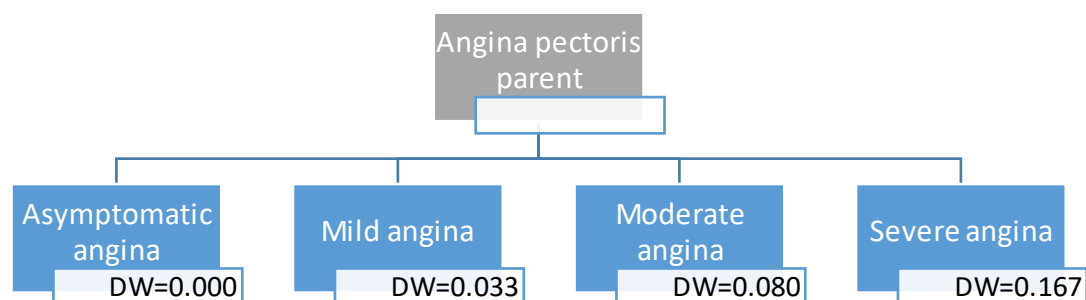 Angina pectoris
parent
Asymptomatic
angina
DW=0.000
Mild angina
DW=0.033
Moderate
angina
DW=0.080
Severe angina
DW=0.167